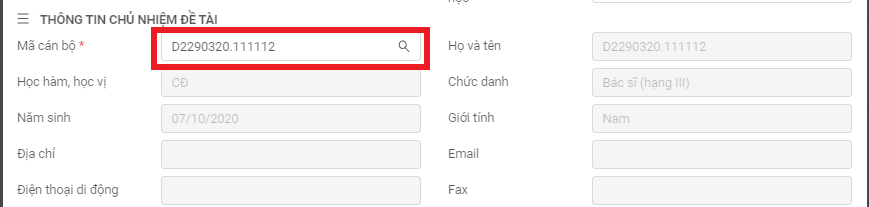 học
THÔNG TIN CHỦ NHIỆM ĐỀ TÀI
Mã cán bộ * D2290320.111112 Họ và tên D2290320.111112
Học hàm, học vị CĐ Chức danh Bác sĩ (hạng III)
Năm sinh 07/10/2020 Giới tính Nam
Địa chỉ Email
Điện thoại di động Fax